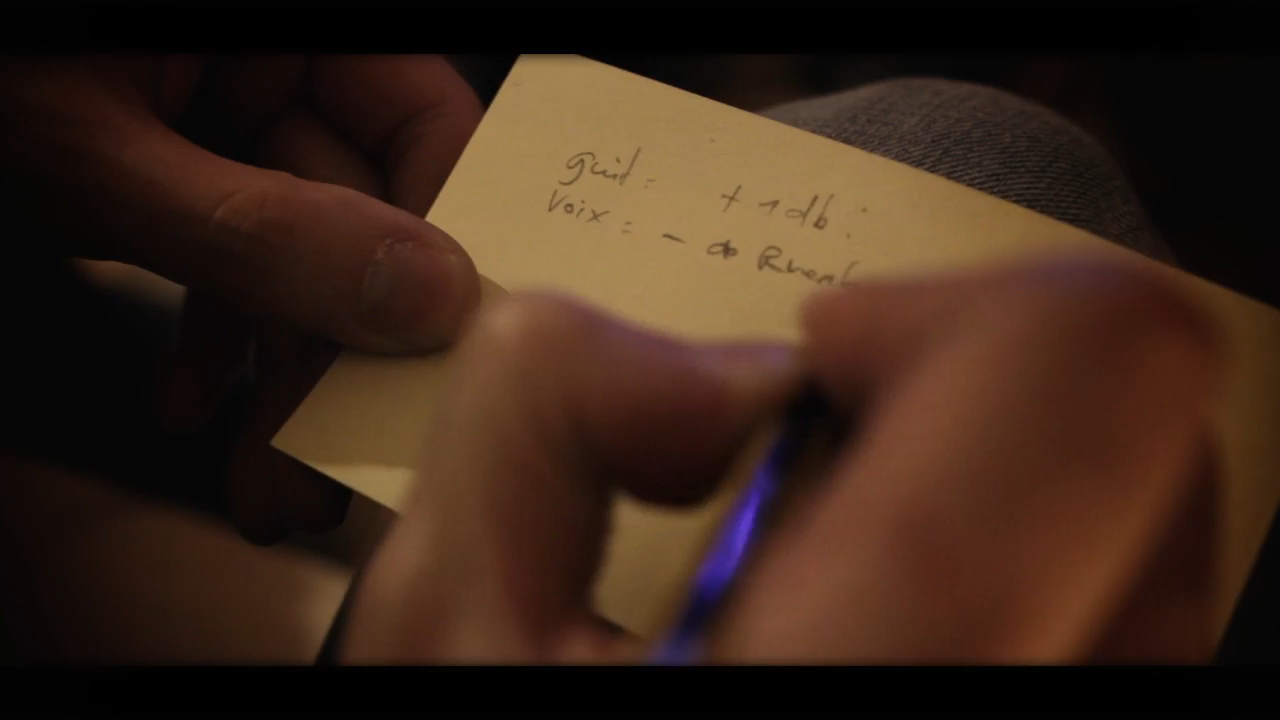 guit: + 1db :
Voix : -